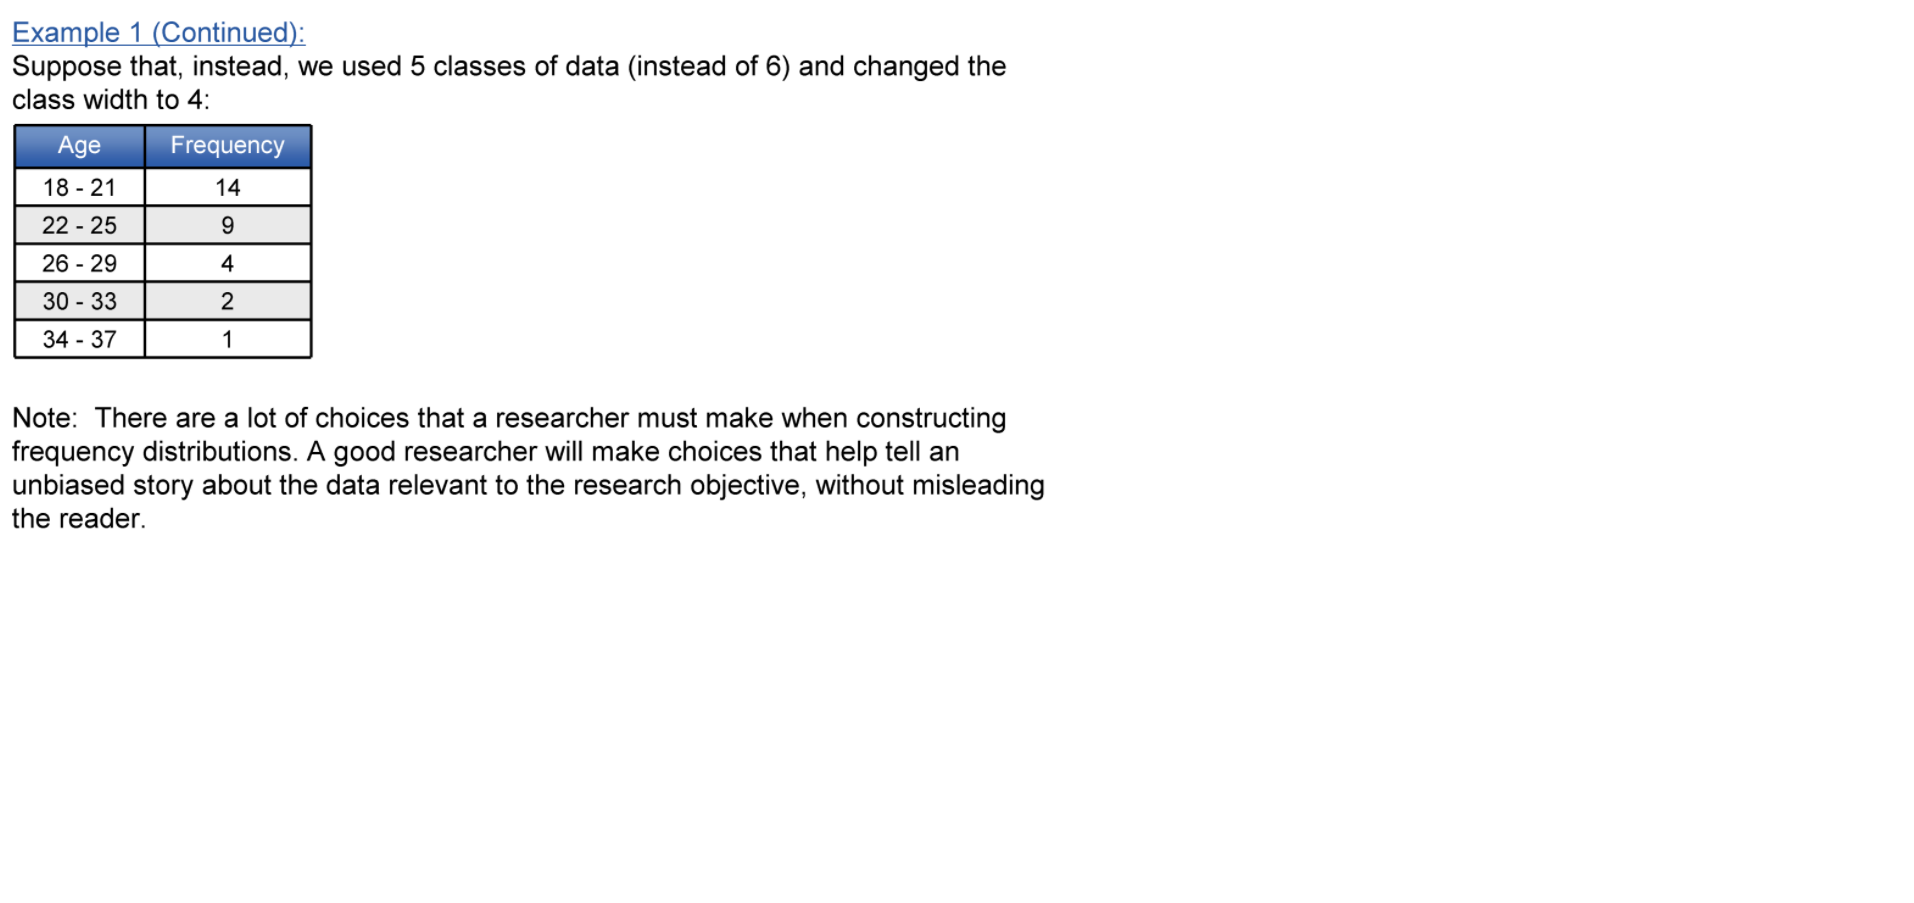 Example 1 (Continued):
Suppose that, instead, we used 5 classes of data (instead of 6) and changed the
class width to 4:
Age Frequency
18 - 21 14
22 - 25 9
26 - 29 4
30 - 33 2
34 - 37 1
Note:  There are a lot of choices that a researcher must make when constructing
frequency distributions. A good researcher will make choices that help tell an
unbiased story about the data relevant to the research objective, without misleading
the reader.